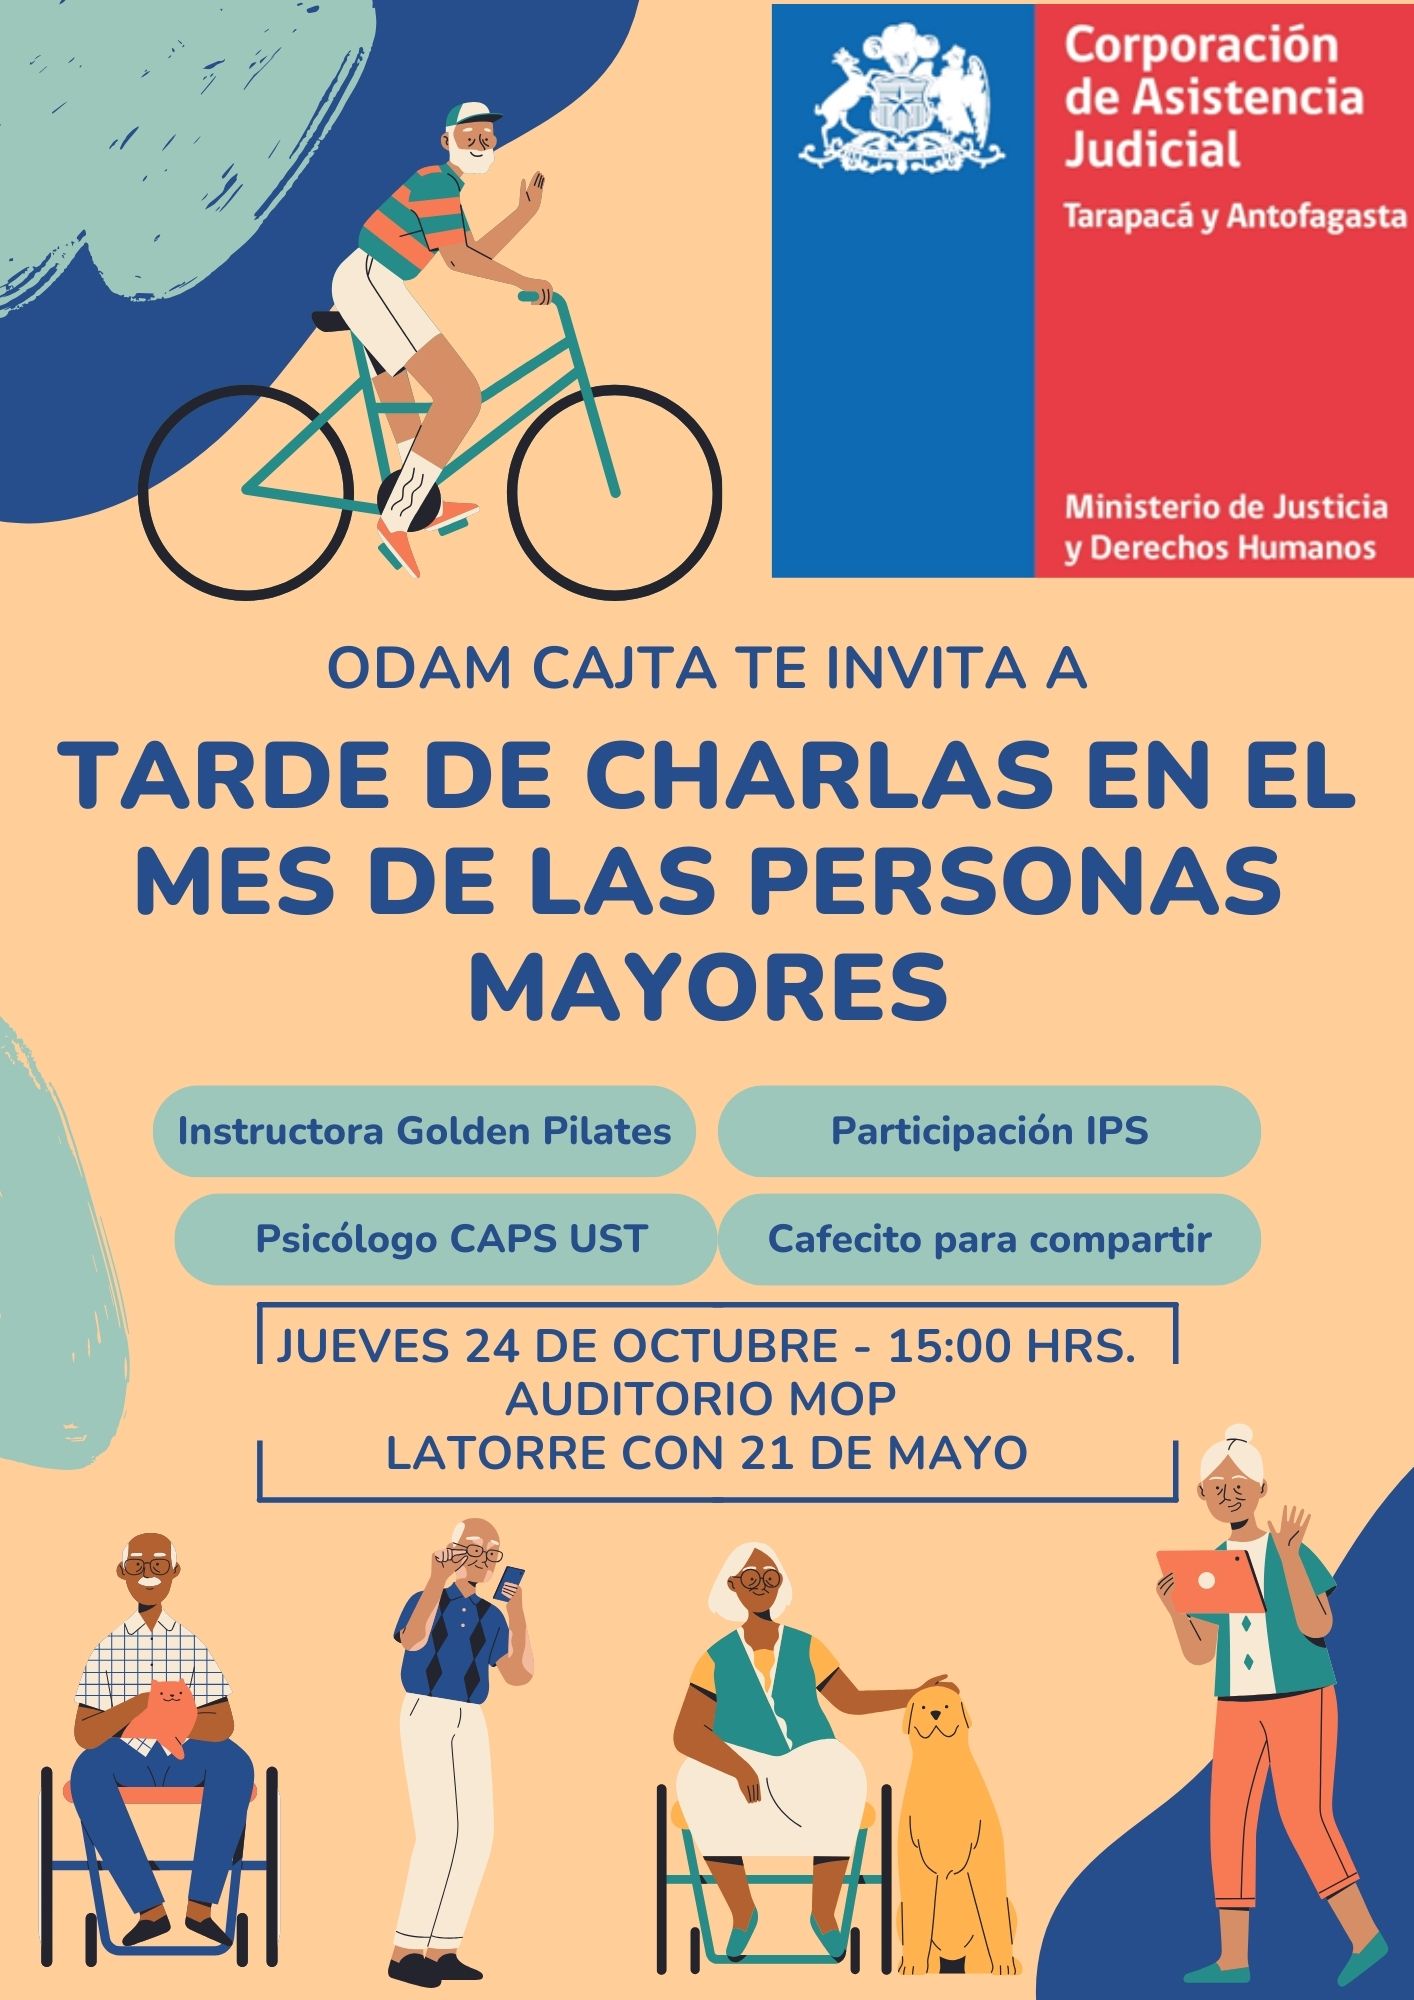 Corporación
de Asistencia
Judicial
Tarapacá y Antofagasta
Ministerio de Justicia
y Derechos Humanos
ODAM CAJTA TE INVITA A
TARDE DE CHARLAS EN EL
MES DE LAS PERSONAS
MAYORES
Instructora Golden Pilates
Participación IPS
Psicólogo CAPS UST
Cafecito para compartir
JUEVES 24 DE OCTUBRE - 15:00 HRS.
AUDITORIO MOP
LATORRE CON 21 DE MAYO